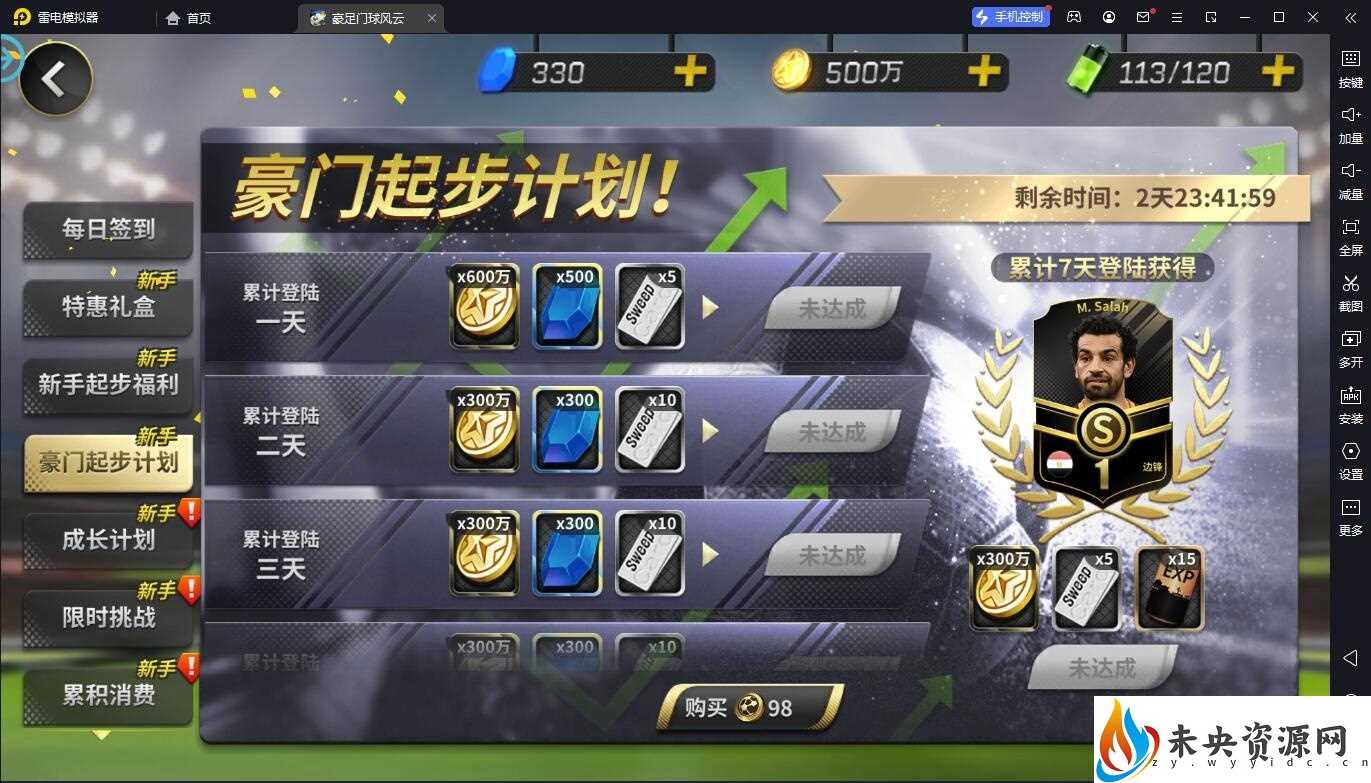 雷电模拟器
首页
豪足门球风云
手机控制
330
500万
113/120
豪门起步计划！
剩余时间：2天23:41:59
每日签到
新手
特惠礼盒
新手
新手起步福利
新手
豪门起步计划
新手
成长计划
新手
限时挑战
新手
累积消费
累计登陆
一天
x600万
x500
x5
Sweep
未达成
累计登陆
二天
x300万
x300
x10
Sweep
未达成
累计登陆
三天
x300万
x300
x10
Sweep
未达成
累计登陆
x300万
x300
x10
购买 98
累计7天登陆获得
M. Salah
S
1
边锋
x300万
x5
Sweep
x15
EXP
未达成
按键
加量
减量
全屏
截图
多开
APK
安装
设置
更多
未央资源网
zy.wyyidc.cn